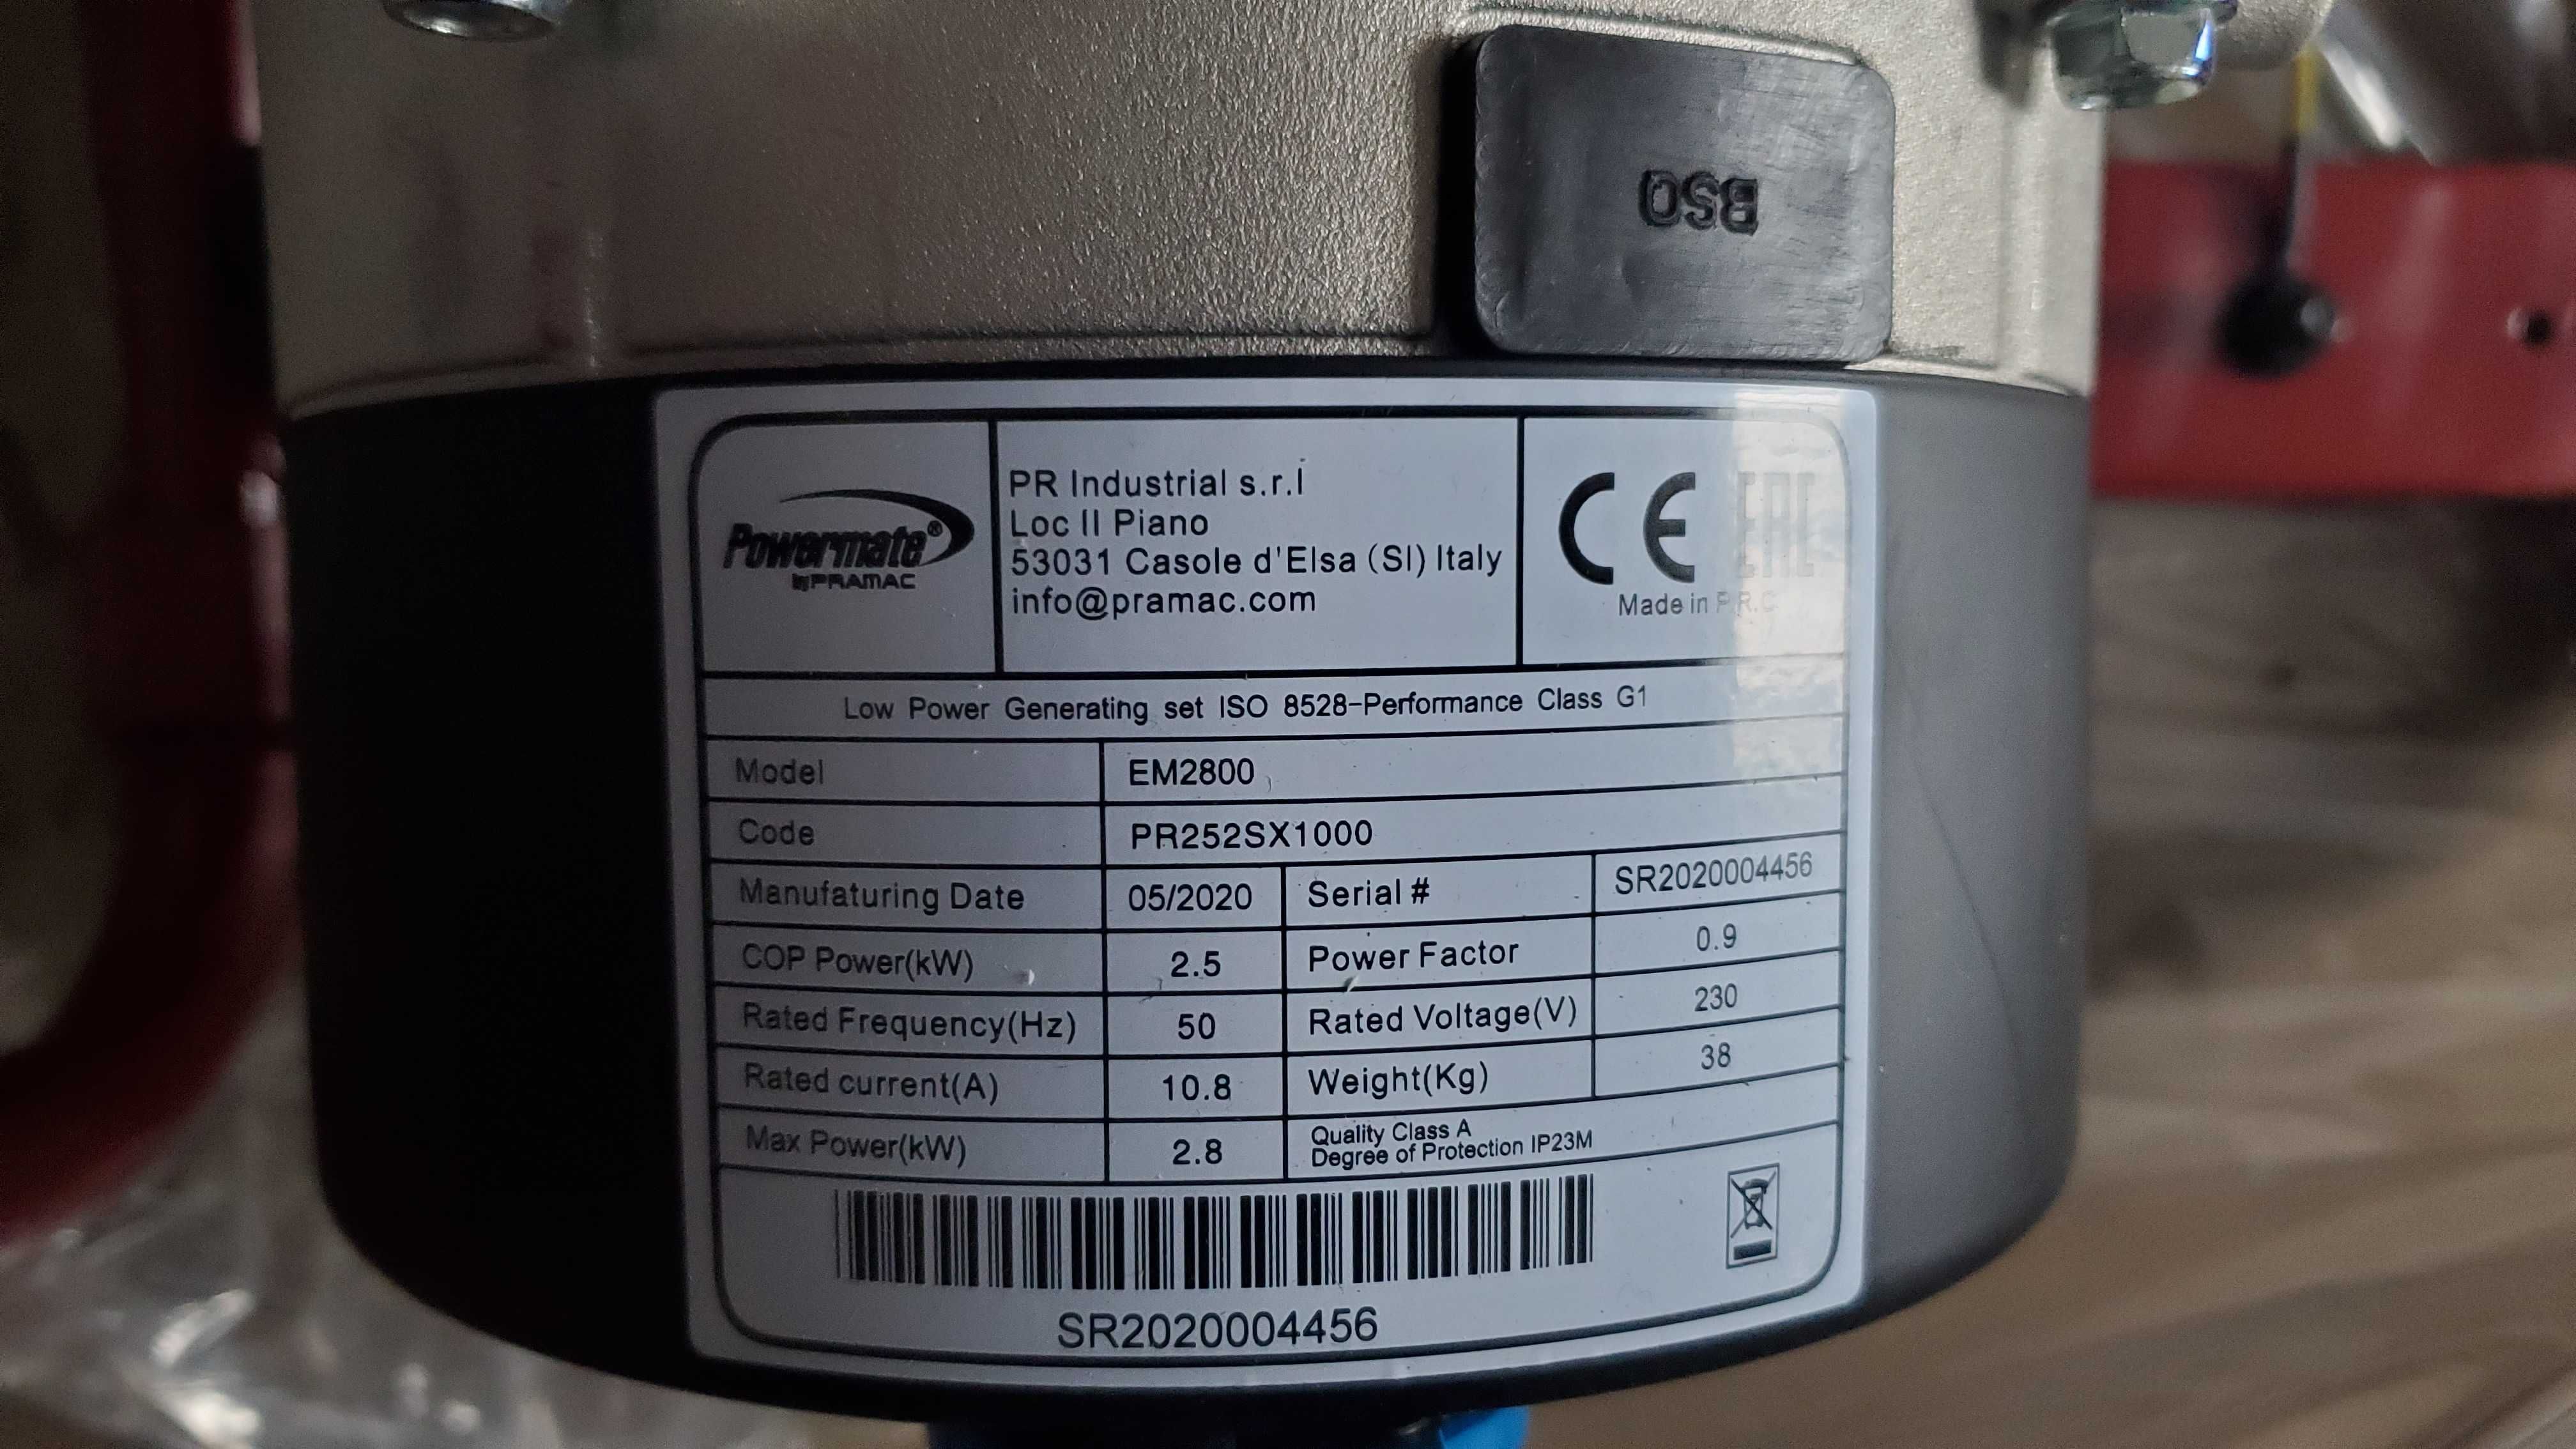 BSQ
Powermate®
by PRAMAC
PR Industrial s.r.l
Loc Il Piano
53031 Casole d'Elsa (SI) Italy
info@pramac.com
CE EAC
Made in P.R.C
Low Power Generating set ISO 8528-Performance Class G1
Model EM2800
Code PR252SX1000
Manufaturing Date 05/2020 Serial # SR2020004456
COP Power(kW) 2.5 Power Factor 0.9
Rated Frequency(Hz) 50 Rated Voltage(V) 230
Rated current(A) 10.8 Weight(Kg) 38
Max Power(kW) 2.8 Quality Class A
Degree of Protection IP23M
SR2020004456